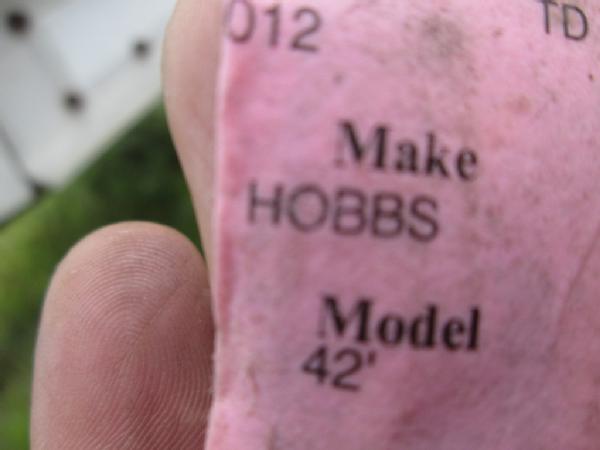 012 TD
Make
HOBBS
Model
42'